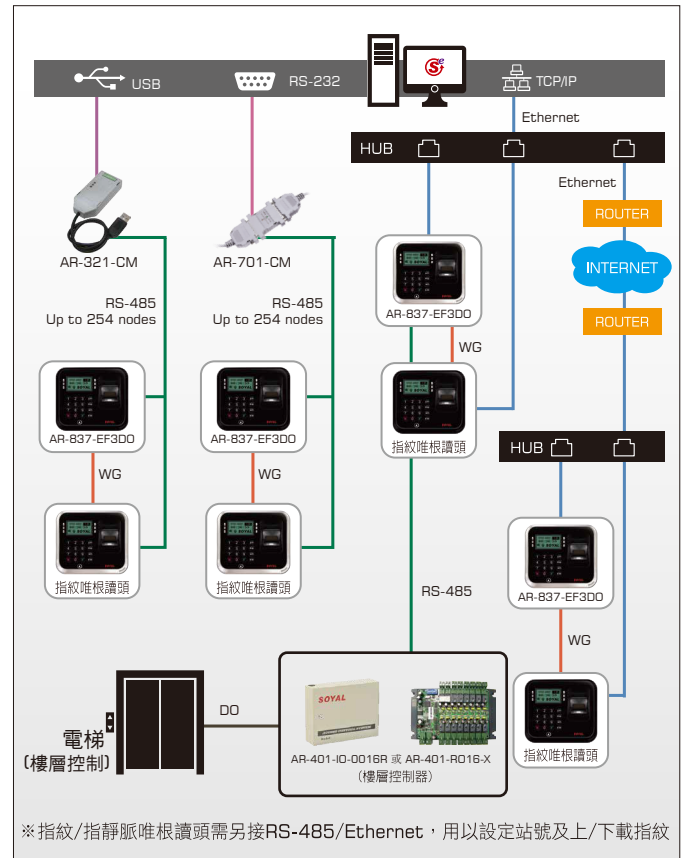 USB
RS-232
TCP/IP
Ethernet
HUB
Ethernet
ROUTER
INTERNET
ROUTER
AR-321-CM
AR-701-CM
RS-485
Up to 254 nodes
RS-485
Up to 254 nodes
AR-837-EF3DO
WG
指紋唯根讀頭
AR-837-EF3DO
WG
指紋唯根讀頭
AR-837-EF3DO
WG
指紋唯根讀頭
RS-485
HUB
AR-837-EF3DO
WG
指紋唯根讀頭
電梯
(樓層控制)
DO
SOYAL
AR-401-IO-0016R 或 AR-401-RO16-X
(樓層控制器)
※指紋/指靜脈唯根讀頭需另接RS-485/Ethernet，用以設定站號及上/下載指紋